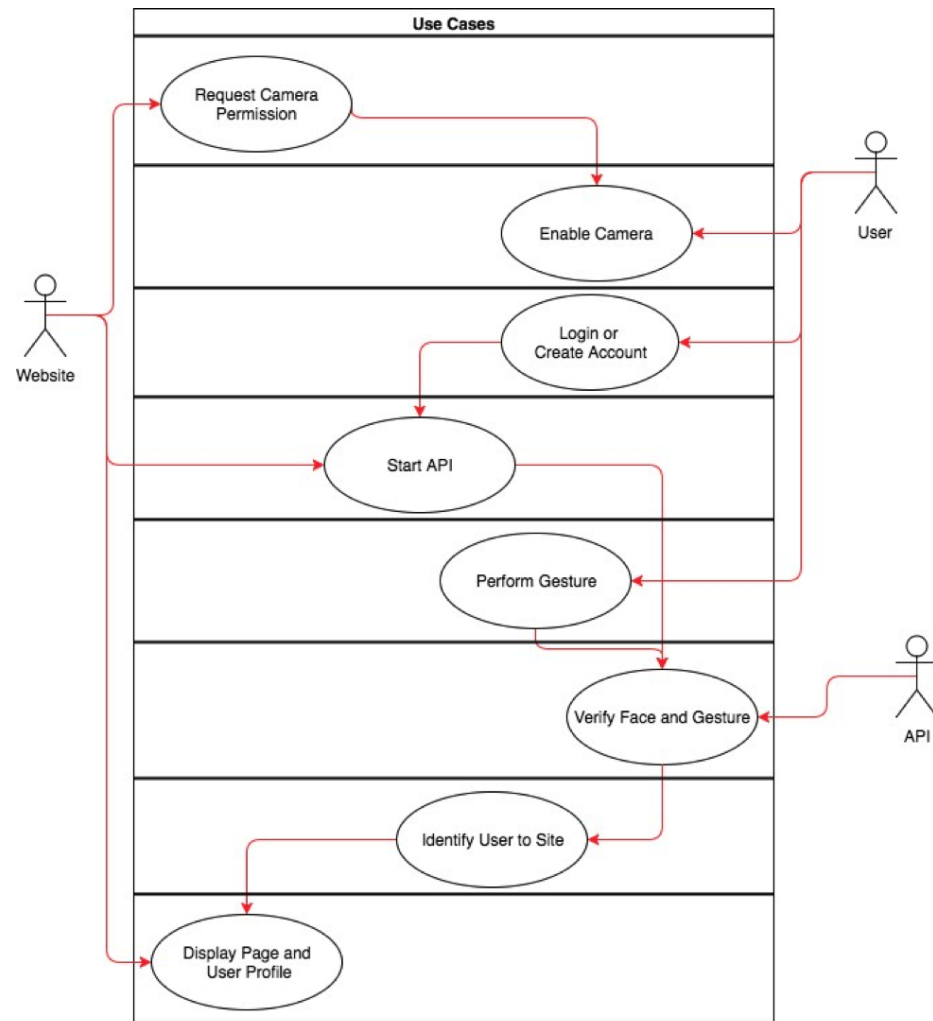 Use Cases
Request Camera
Permission
Enable Camera
User
Login or
Create Account
Website
Start API
Perform Gesture
Verify Face and Gesture
API
Identify User to Site
Display Page and
User Profile